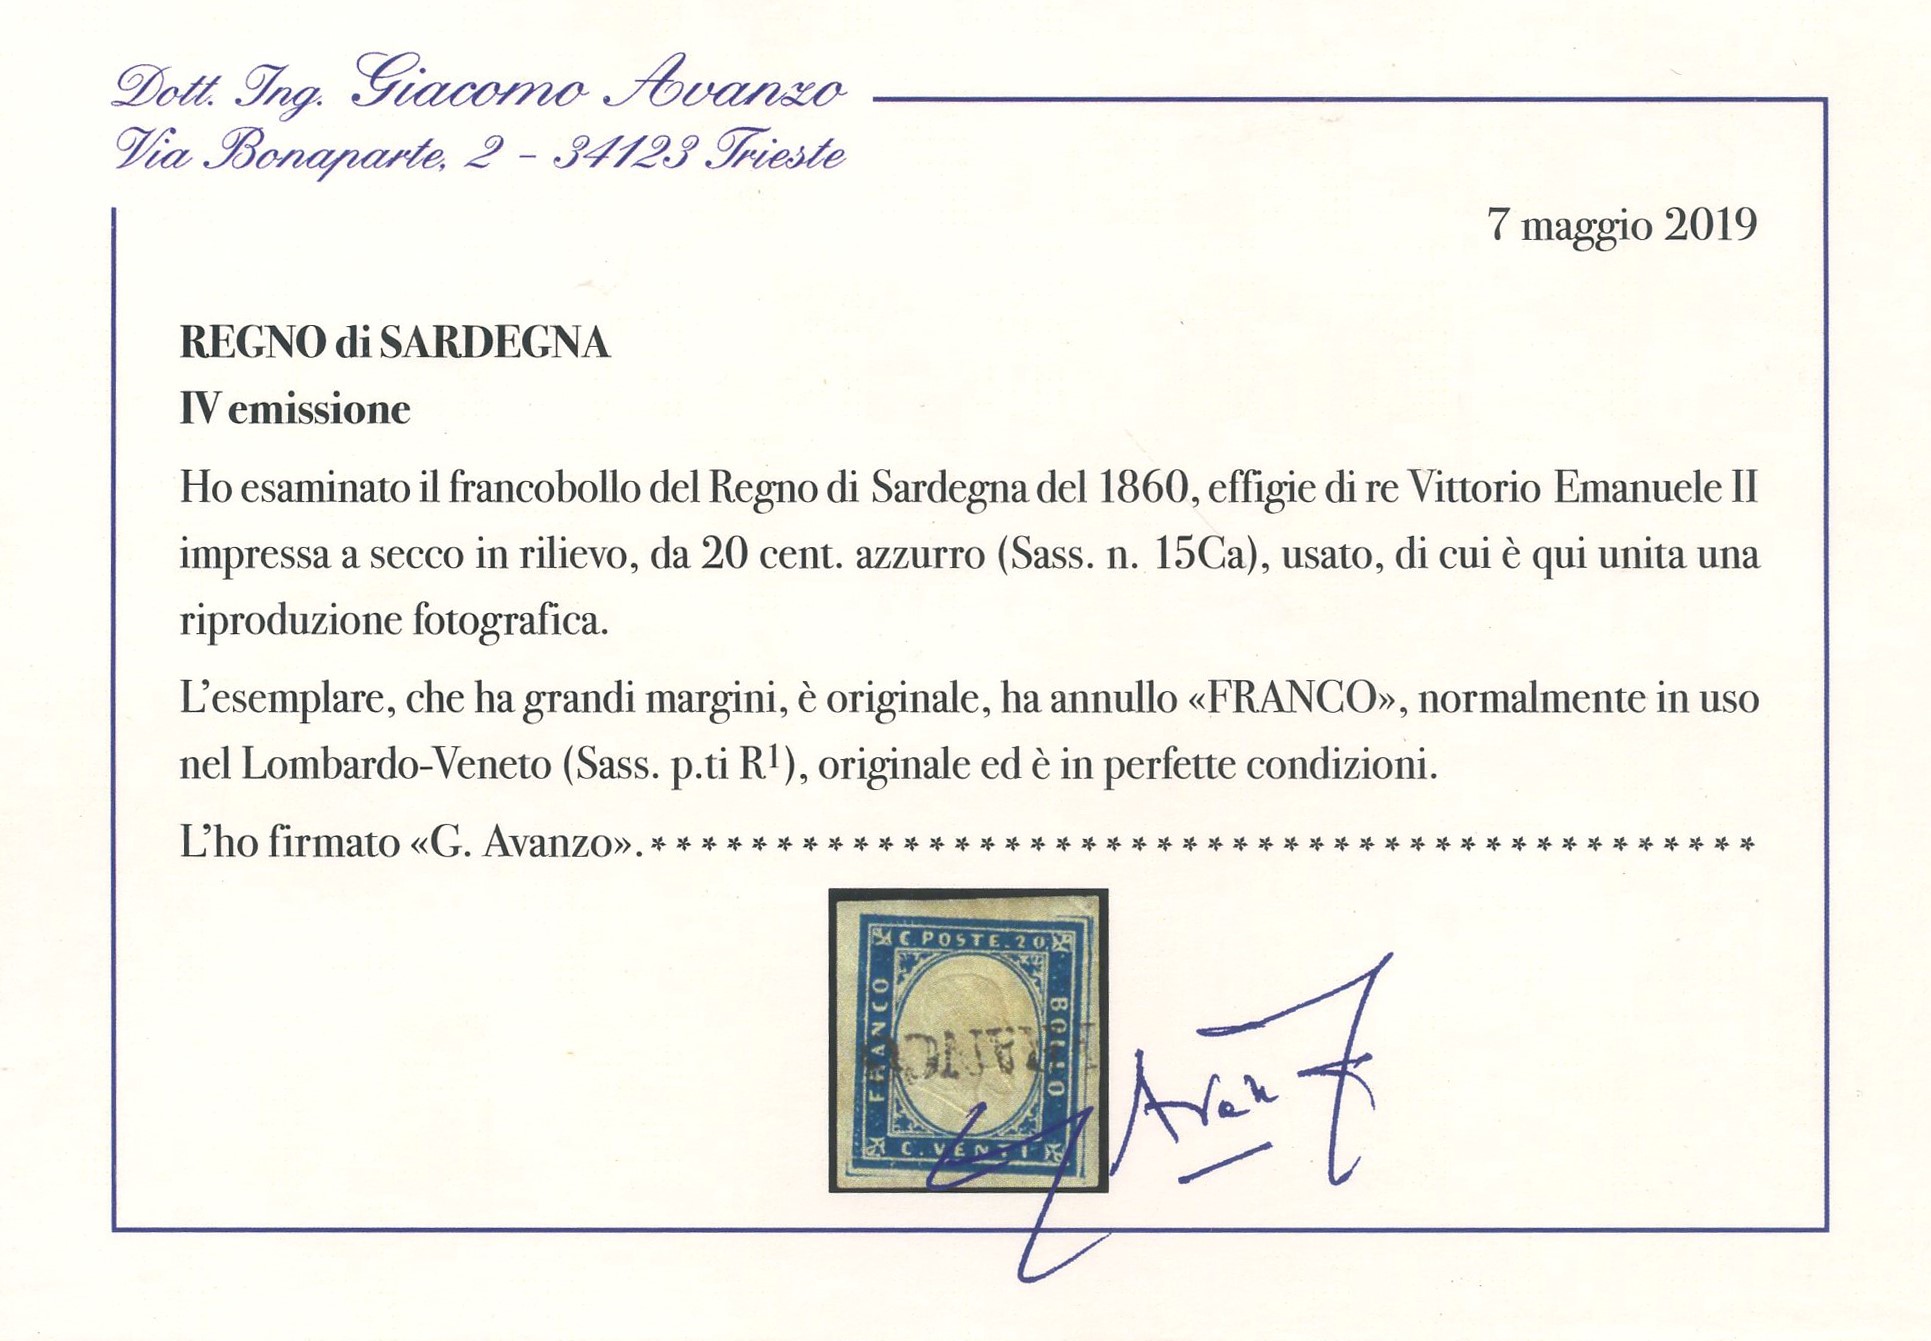 Dott. Ing. Giacomo Avanzo
Via Bonaparte, 2 - 34123 Trieste
7 maggio 2019
REGNO di SARDEGNA
IV emissione
Ho esaminato il francobollo del Regno di Sardegna del 1860, effigie di re Vittorio Emanuele II
impressa a secco in rilievo, da 20 cent. azzurro (Sass. n. 15Ca), usato, di cui è qui unita una
riproduzione fotografica.
L'esemplare, che ha grandi margini, è originale, ha annullo «FRANCO», normalmente in uso
nel Lombardo-Veneto (Sass. p.ti R¹), originale ed è in perfette condizioni.
L'ho firmato «G. Avanzo». * * * * * * * * * * * * * * * * * * * * * * * * * * * * * * * * * * * * * * * * * * * *
C. POSTE. 20
FRANCO
BOLLO
C. VENTI
FRANCO